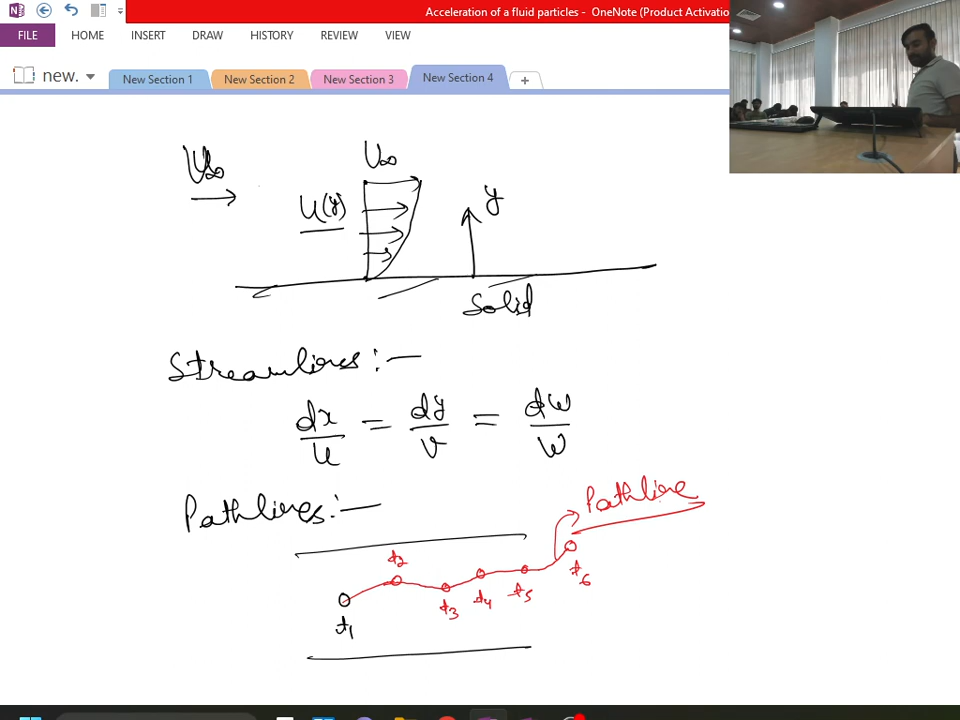 Acceleration of a fluid particles - OneNote (Product Activatio
FILE HOME INSERT DRAW HISTORY REVIEW VIEW
new. New Section 1 New Section 2 New Section 3 New Section 4 +
U∞ U∞
u(y) y
Solid
Streamlines:-
dx/u = dy/v = dw/w
Pathlines:-
Pathline
t1 t2 t3 t4 t5 t6